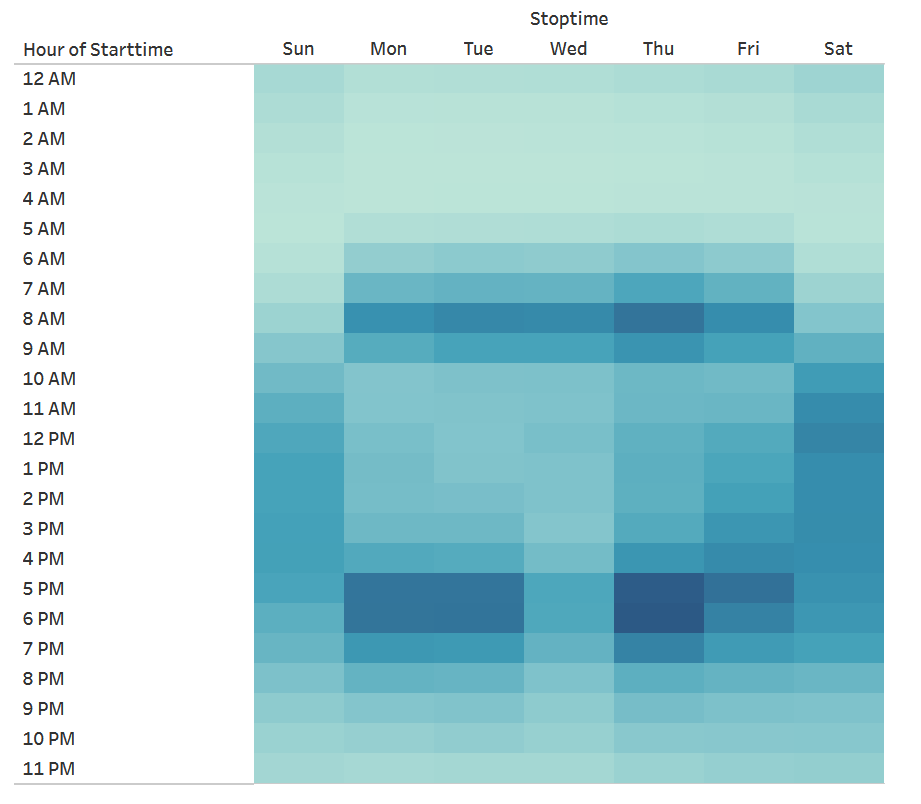 Stoptime
Hour of Starttime Sun Mon Tue Wed Thu Fri Sat
12 AM
1 AM
2 AM
3 AM
4 AM
5 AM
6 AM
7 AM
8 AM
9 AM
10 AM
11 AM
12 PM
1 PM
2 PM
3 PM
4 PM
5 PM
6 PM
7 PM
8 PM
9 PM
10 PM
11 PM